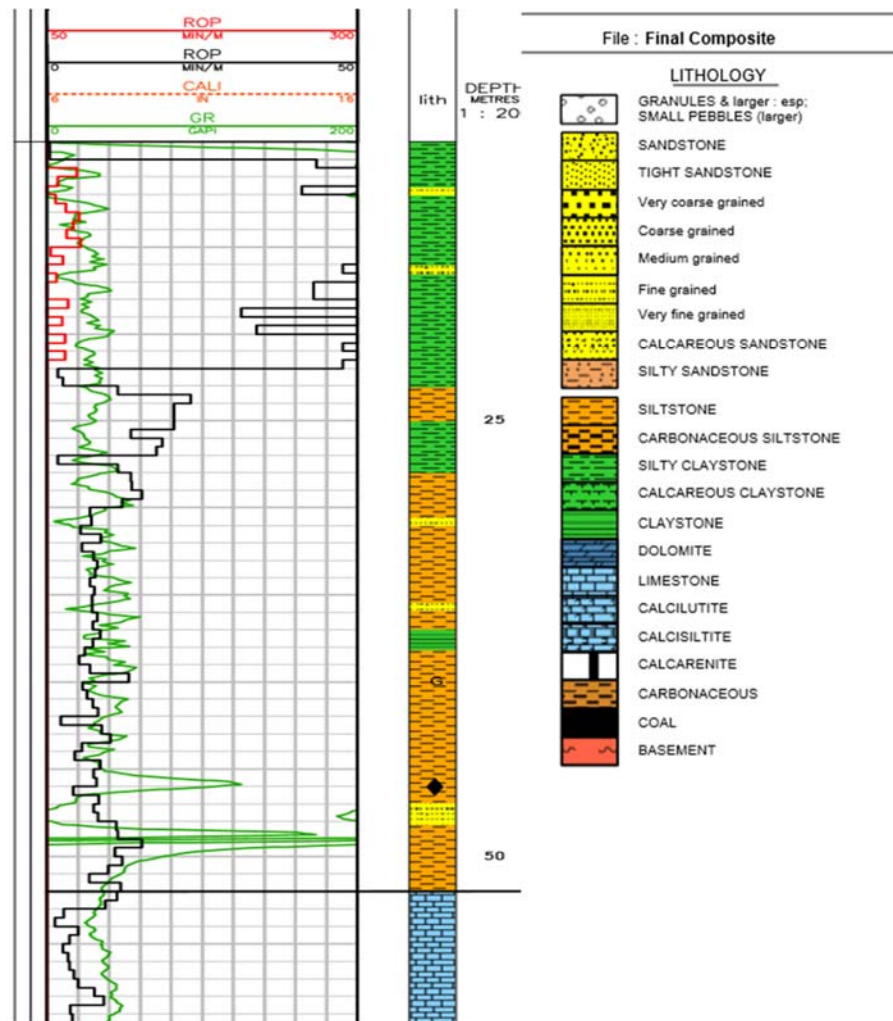 ROP
50 MIN/M 300
ROP
0 MIN/M 50
CALI
6 IN 16
GR
0 GAPI 200
lith
DEPTH
METRES
1 : 20
25
G
50
File : Final Composite
LITHOLOGY
GRANULES & larger : esp;
SMALL PEBBLES (larger)
SANDSTONE
TIGHT SANDSTONE
Very coarse grained
Coarse grained
Medium grained
Fine grained
Very fine grained
CALCAREOUS SANDSTONE
SILTY SANDSTONE
SILTSTONE
CARBONACEOUS SILTSTONE
SILTY CLAYSTONE
CALCAREOUS CLAYSTONE
CLAYSTONE
DOLOMITE
LIMESTONE
CALCILUTITE
CALCISILTITE
CALCARENITE
CARBONACEOUS
COAL
BASEMENT